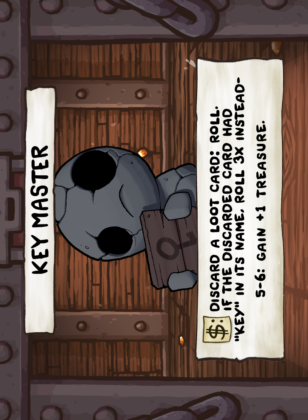 KEY MASTER
$: DISCARD A LOOT CARD: ROLL.
IF THE DISCARDED CARD HAD
"KEY" IN ITS NAME, ROLL 3X INSTEAD-
5-6: GAIN +1 TREASURE.